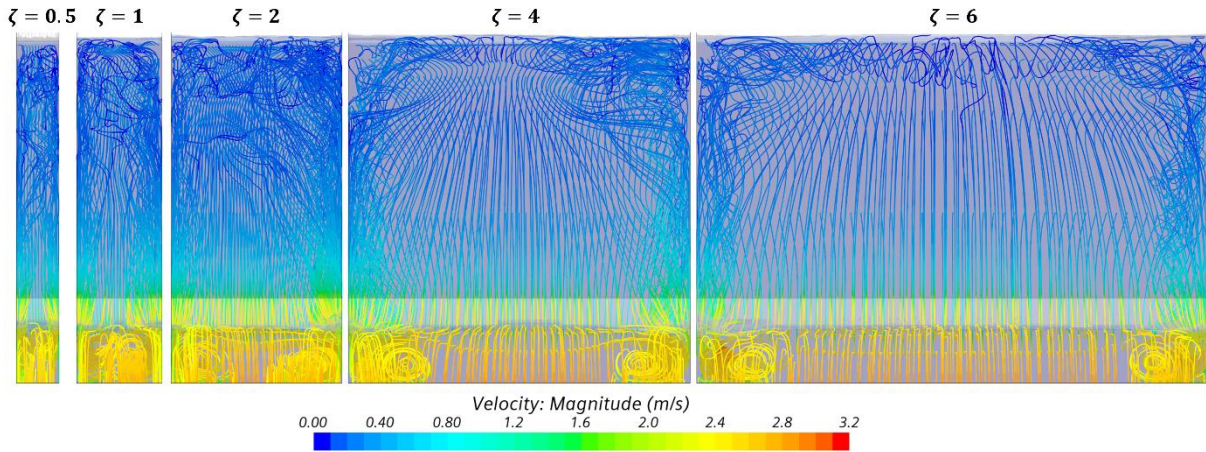 ζ = 0.5 ζ = 1 ζ = 2 ζ = 4 ζ = 6
Velocity: Magnitude (m/s)
0.00 0.40 0.80 1.2 1.6 2.0 2.4 2.8 3.2